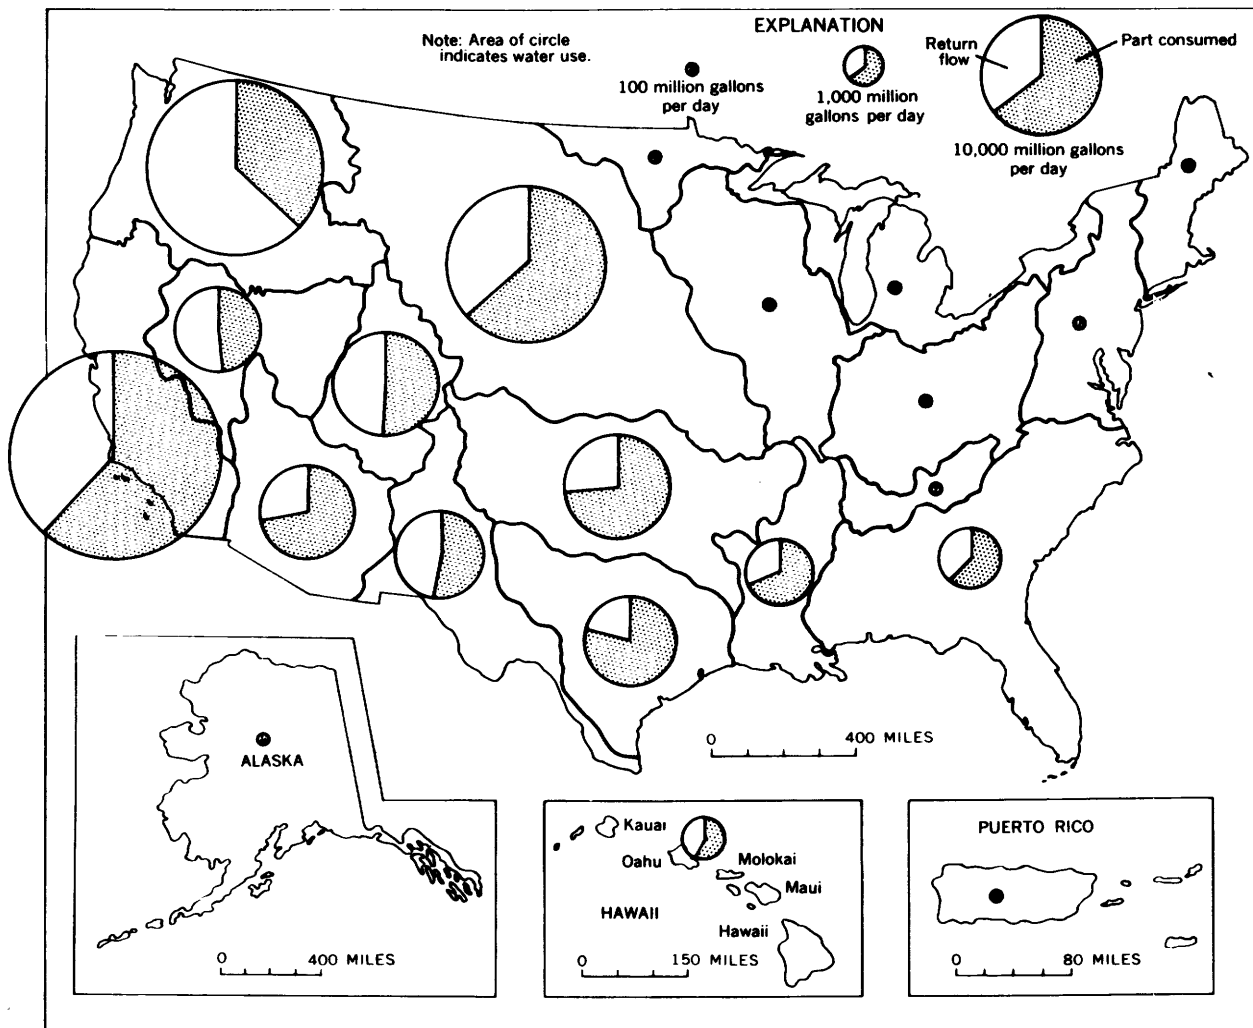 EXPLANATION
Note: Area of circle
indicates water use.
100 million gallons
per day
1,000 million
gallons per day
Return
flow
Part consumed
10,000 million gallons
per day
0 400 MILES
ALASKA
0 400 MILES
Kauai
Oahu
Molokai
Maui
HAWAII
Hawaii
0 150 MILES
PUERTO RICO
0 80 MILES